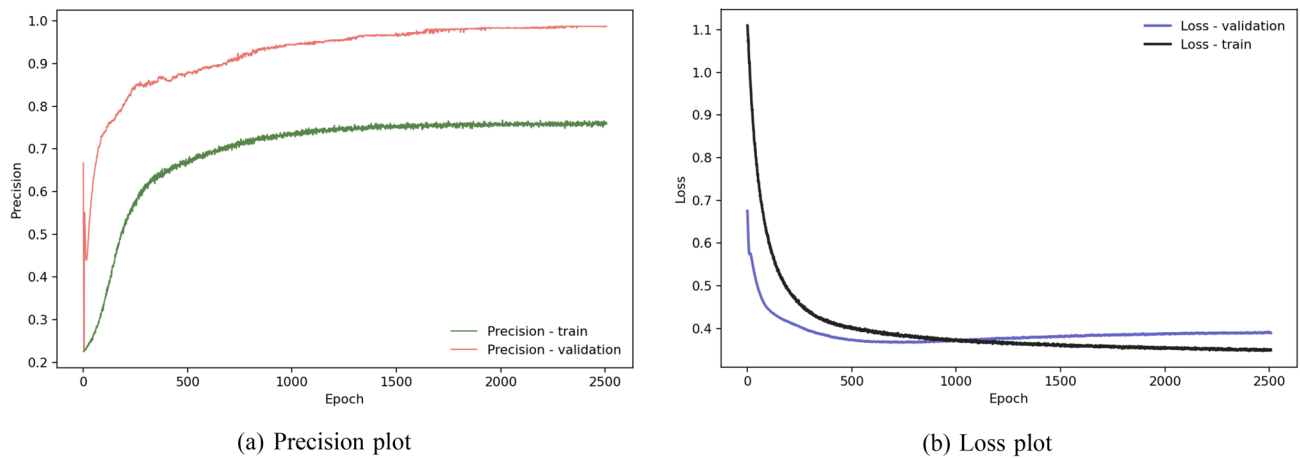 1.0
0.9
0.8
0.7
0.6
0.5
0.4
0.3
0.2
Precision
0 500 1000 1500 2000 2500
Epoch
Precision - train
Precision - validation
(a) Precision plot
1.1
1.0
0.9
0.8
0.7
0.6
0.5
0.4
Loss
0 500 1000 1500 2000 2500
Epoch
Loss - validation
Loss - train
(b) Loss plot